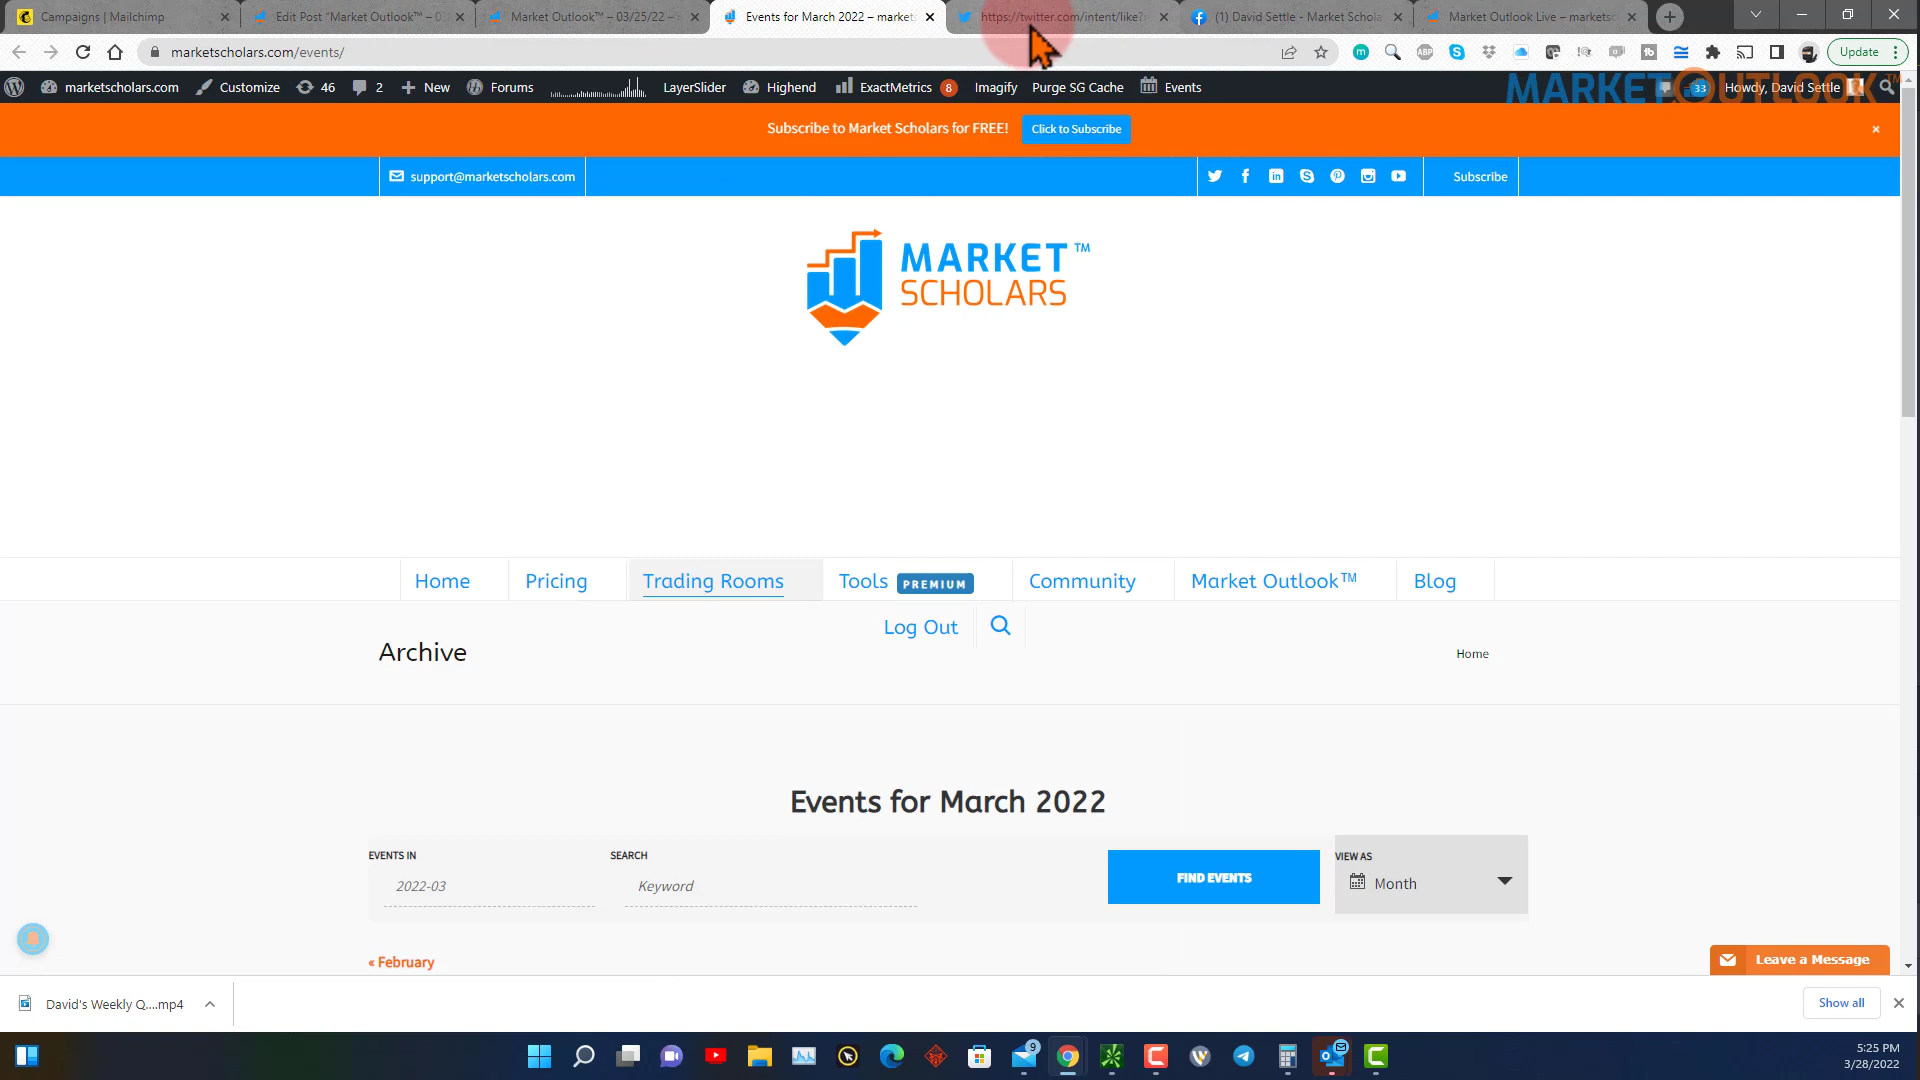 Campaigns | Mailchimp
Edit Post "Market Outlook™ – 03
Market Outlook™ – 03/25/22 –
Events for March 2022 – market
https://twitter.com/intent/like?
(1) David Settle - Market Schola
Market Outlook Live – marketsc
marketscholars.com/events/
Update
marketscholars.com
Customize
46
2
New
Forums
LayerSlider
Highend
ExactMetrics 8
Imagify
Purge SG Cache
Events
33
Howdy, David Settle
MARKET OUTLOOK™
Subscribe to Market Scholars for FREE!
Click to Subscribe
×
support@marketscholars.com
Subscribe
MARKET™
SCHOLARS
Home
Pricing
Trading Rooms
Tools PREMIUM
Community
Market Outlook™
Blog
Log Out
Archive
Home
Events for March 2022
EVENTS IN
SEARCH
VIEW AS
2022-03
Keyword
FIND EVENTS
Month
« February
Leave a Message
David's Weekly Q....mp4
Show all
9
5:25 PM
3/28/2022